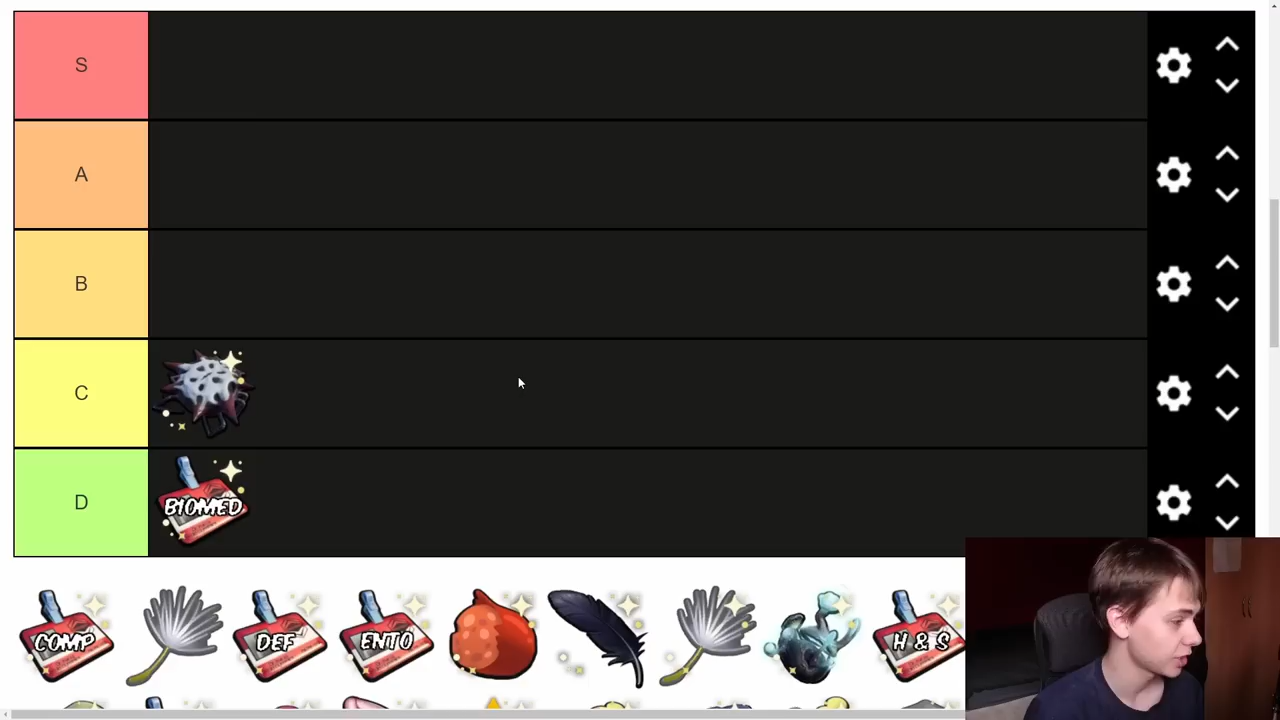 S
A
B
C
D
BIOMED
COMP
DEF
ENTO
H & S